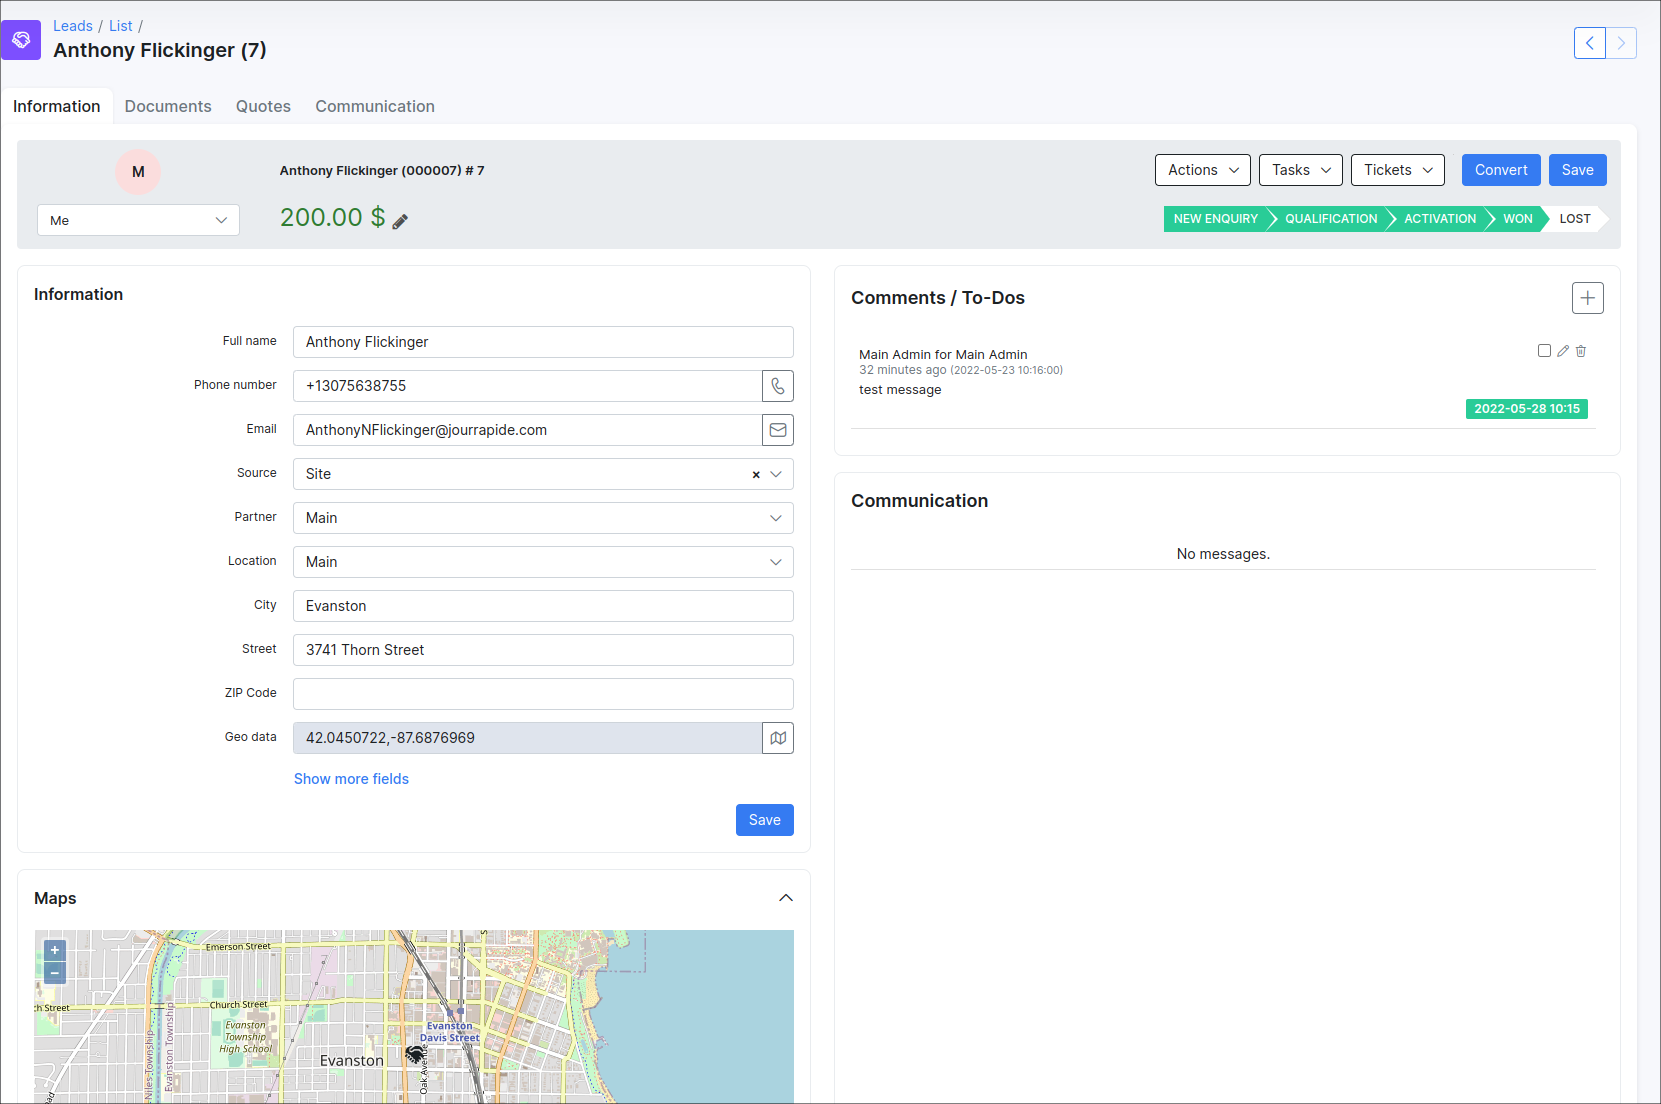 Leads / List /
Anthony Flickinger (7)
Information Documents Quotes Communication
M
Me
Anthony Flickinger (000007) # 7
200.00 $
Actions Tasks Tickets Convert Save
NEW ENQUIRY QUALIFICATION ACTIVATION WON LOST
Information
Full name Anthony Flickinger
Phone number +13075638755
Email AnthonyNFlickinger@jourrapide.com
Source Site ×
Partner Main
Location Main
City Evanston
Street 3741 Thorn Street
ZIP Code
Geo data 42.0450722,-87.6876969
Show more fields
Save
Comments / To-Dos
Main Admin for Main Admin
32 minutes ago (2022-05-23 10:16:00)
test message
2022-05-28 10:15
Communication
No messages.
Maps
+
−
Emerson Street
Church Street
ch Street
Evanston
Township
High School
Evanston
Davis Street
Evanston
Oak Avenue
Niles Township
Evanston Township